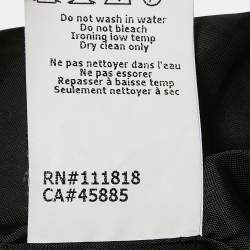 Do not wash in water
Do not bleach
Ironing low temp
Dry clean only
Ne pas nettoyer dans l'eau
Ne pas essorer
Repasser à baisse temp
Seulement nettoyer à sec
RN#111818
CA#45885